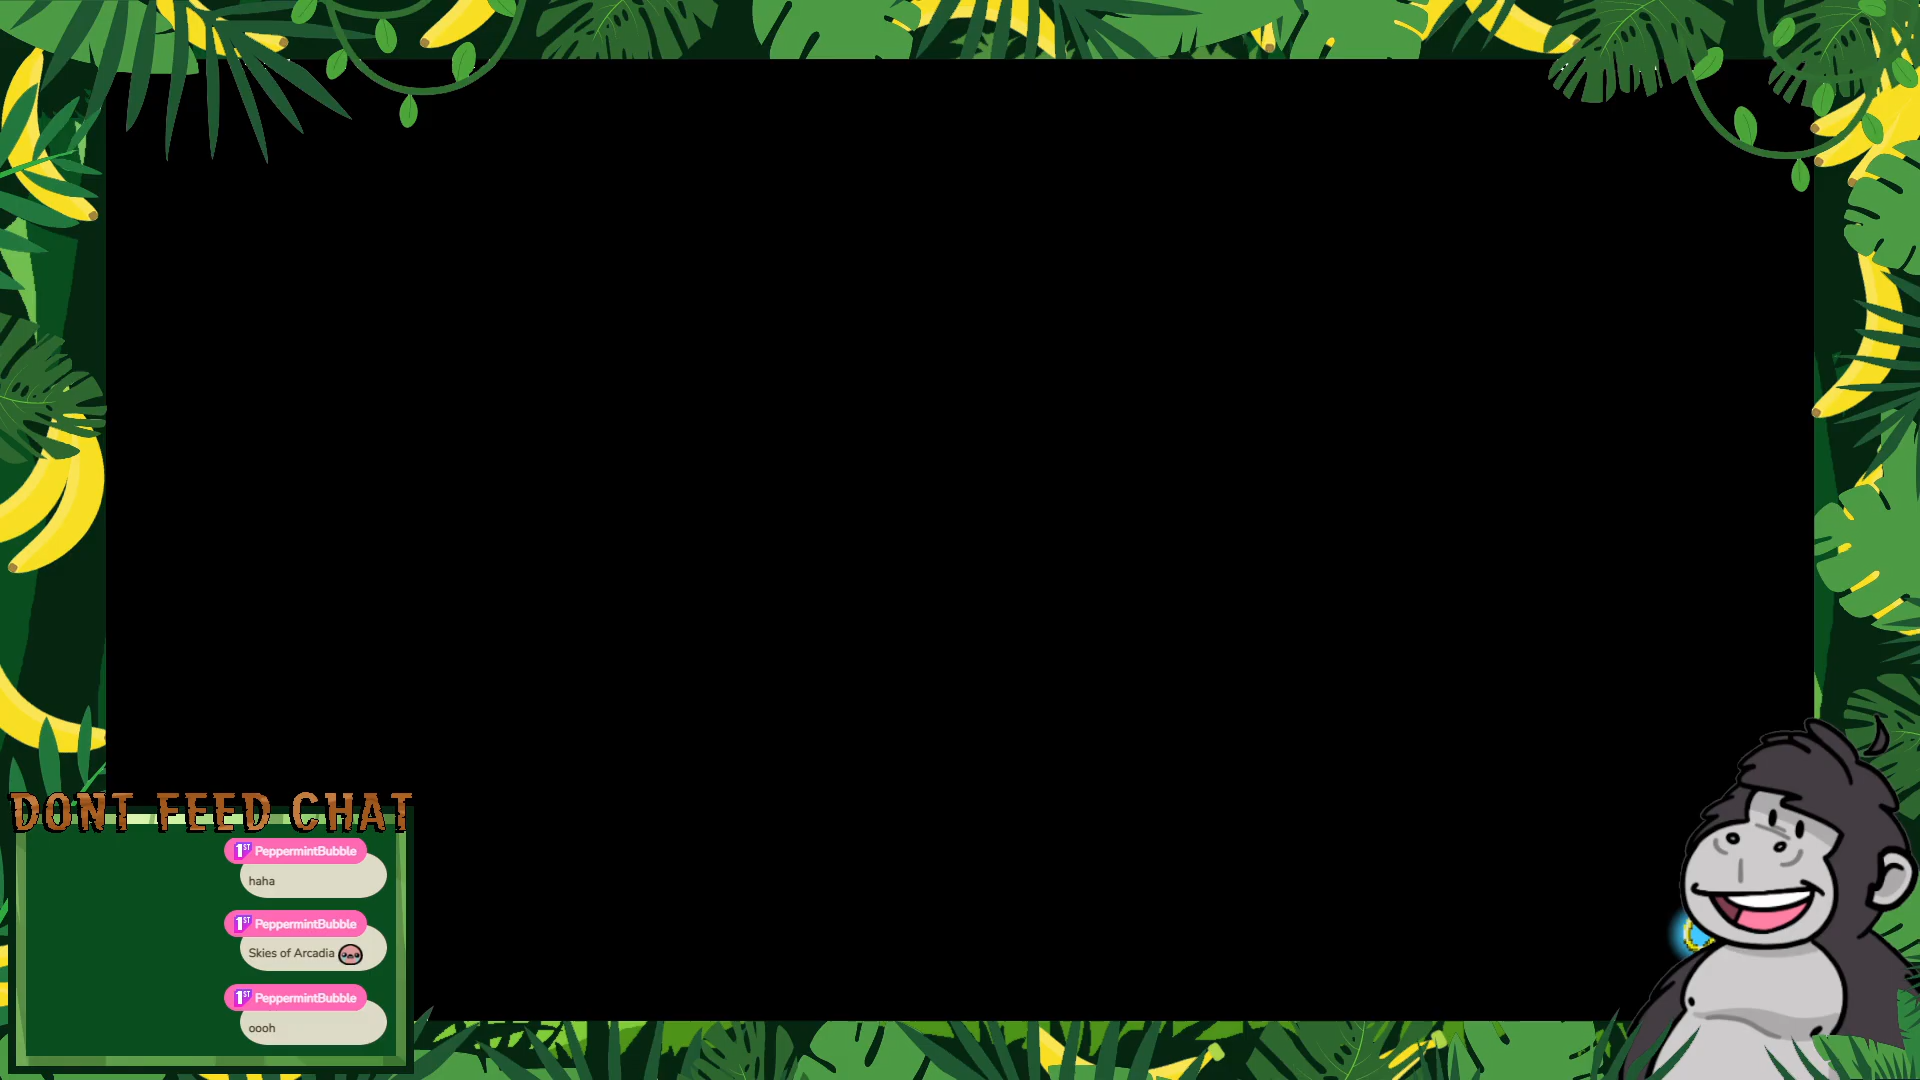 DONT FEED CHAT
1ST PeppermintBubble
haha
1ST PeppermintBubble
Skies of Arcadia
1ST PeppermintBubble
oooh